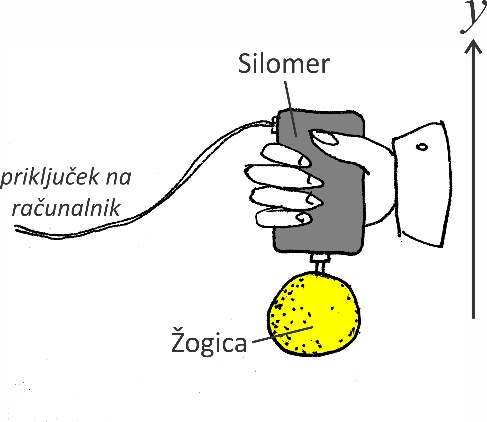 y
Silomer
priključek na
računalnik
Žogica